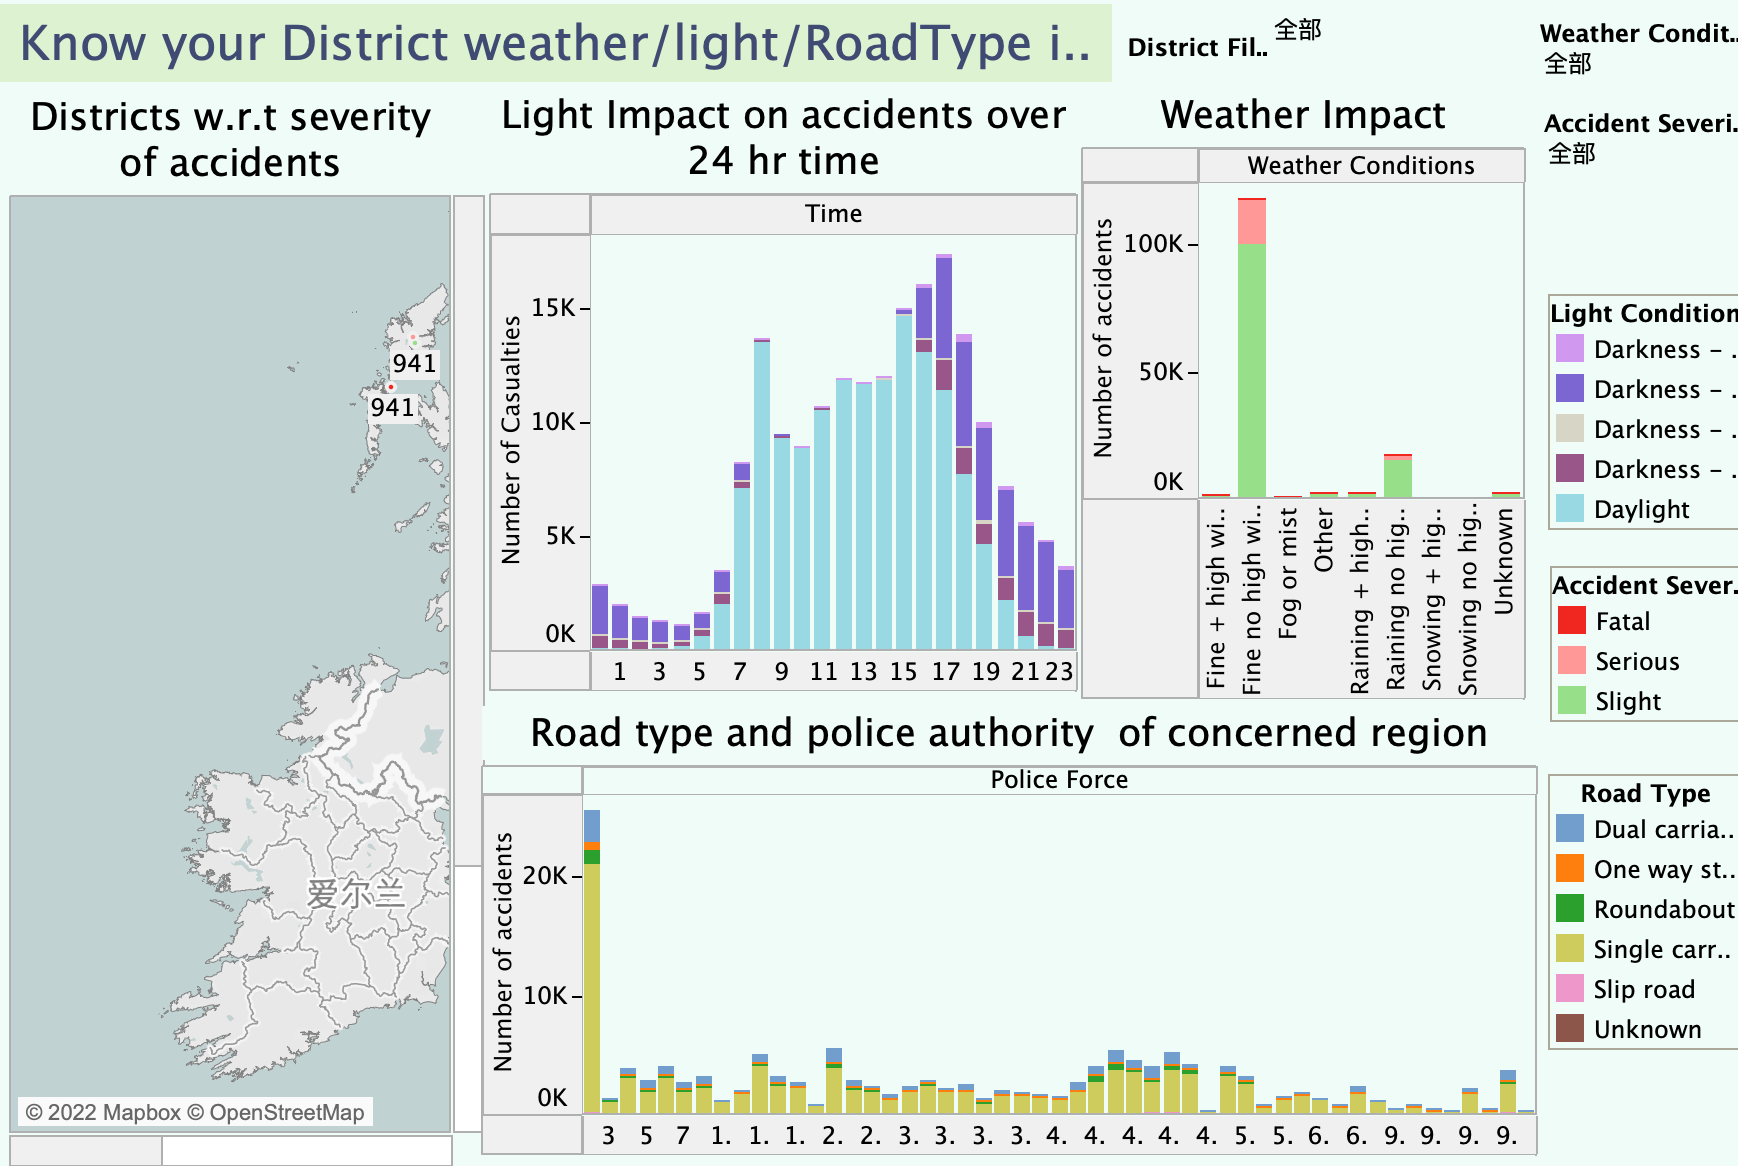 Know your District weather/light/RoadType i..
District Fil..
全部
Weather Condit..
全部
Accident Severi..
全部
Districts w.r.t severity
of accidents
941
941
爱尔兰
© 2022 Mapbox © OpenStreetMap
Light Impact on accidents over
24 hr time
Time
Number of Casualties
15K
10K
5K
0K
1 3 5 7 9 11 13 15 17 19 21 23
Weather Impact
Weather Conditions
Number of accidents
100K
50K
0K
Fine + high wi..
Fine no high wi..
Fog or mist
Other
Raining + high..
Raining no hig..
Snowing + hig..
Snowing no hig..
Unknown
Light Condition
Darkness – .
Darkness – .
Darkness – .
Darkness – .
Daylight
Accident Sever..
Fatal
Serious
Slight
Road type and police authority of concerned region
Police Force
Number of accidents
20K
10K
0K
3 5 7 1. 1. 1. 2. 2. 3. 3. 3. 3. 4. 4. 4. 4. 4. 5. 5. 6. 6. 9. 9. 9. 9.
Road Type
Dual carria..
One way st..
Roundabout
Single carr..
Slip road
Unknown